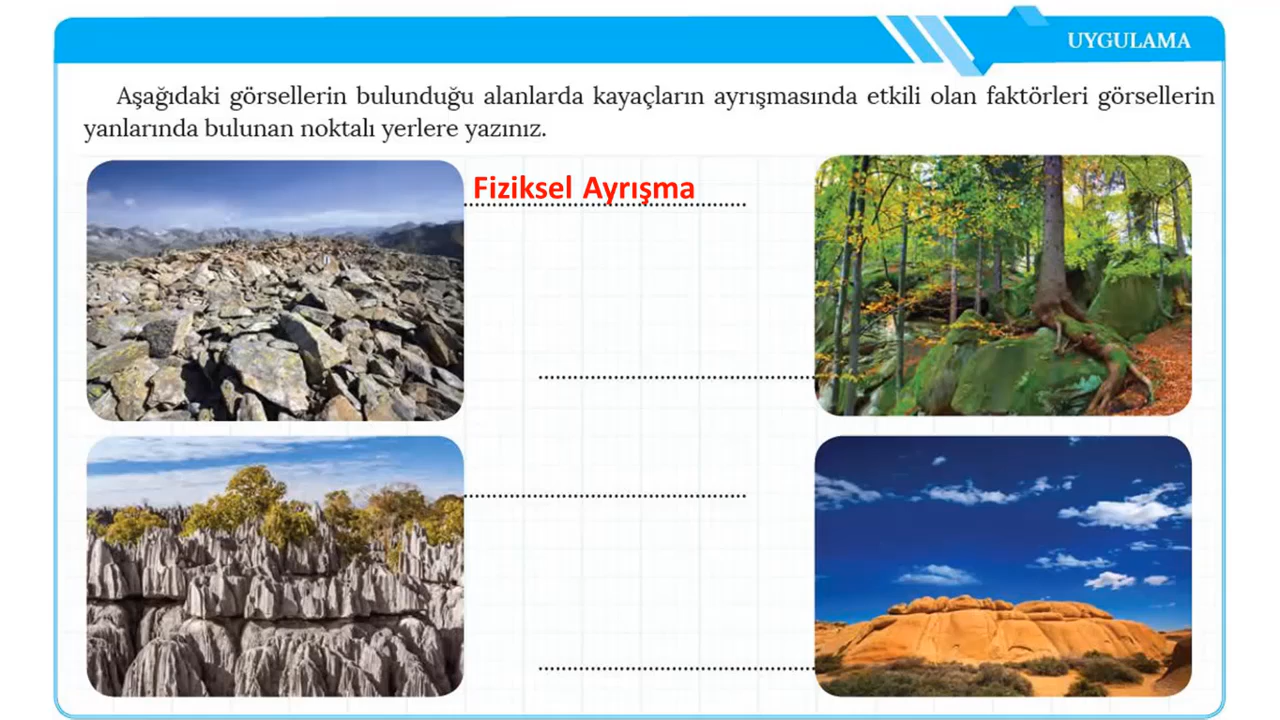 UYGULAMA
Aşağıdaki görsellerin bulunduğu alanlarda kayaçların ayrışmasında etkili olan faktörleri görsellerin
yanlarında bulunan noktalı yerlere yazınız.
Fiziksel Ayrışma